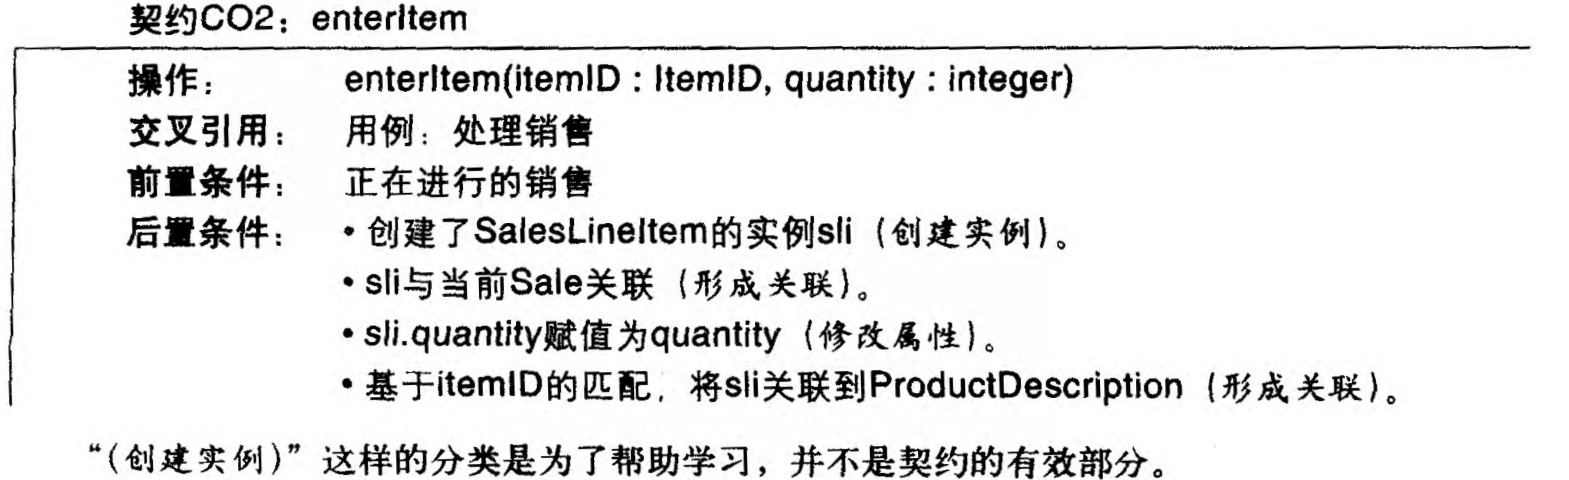 契约CO2：enterItem
操作： enterItem(itemID : ItemID, quantity : integer)
交叉引用： 用例：处理销售
前置条件： 正在进行的销售
后置条件： • 创建了SalesLineItem的实例sli（创建实例）。
• sli与当前Sale关联（形成关联）。
• sli.quantity赋值为quantity（修改属性）。
• 基于itemID的匹配，将sli关联到ProductDescription（形成关联）。
“（创建实例）”这样的分类是为了帮助学习，并不是契约的有效部分。